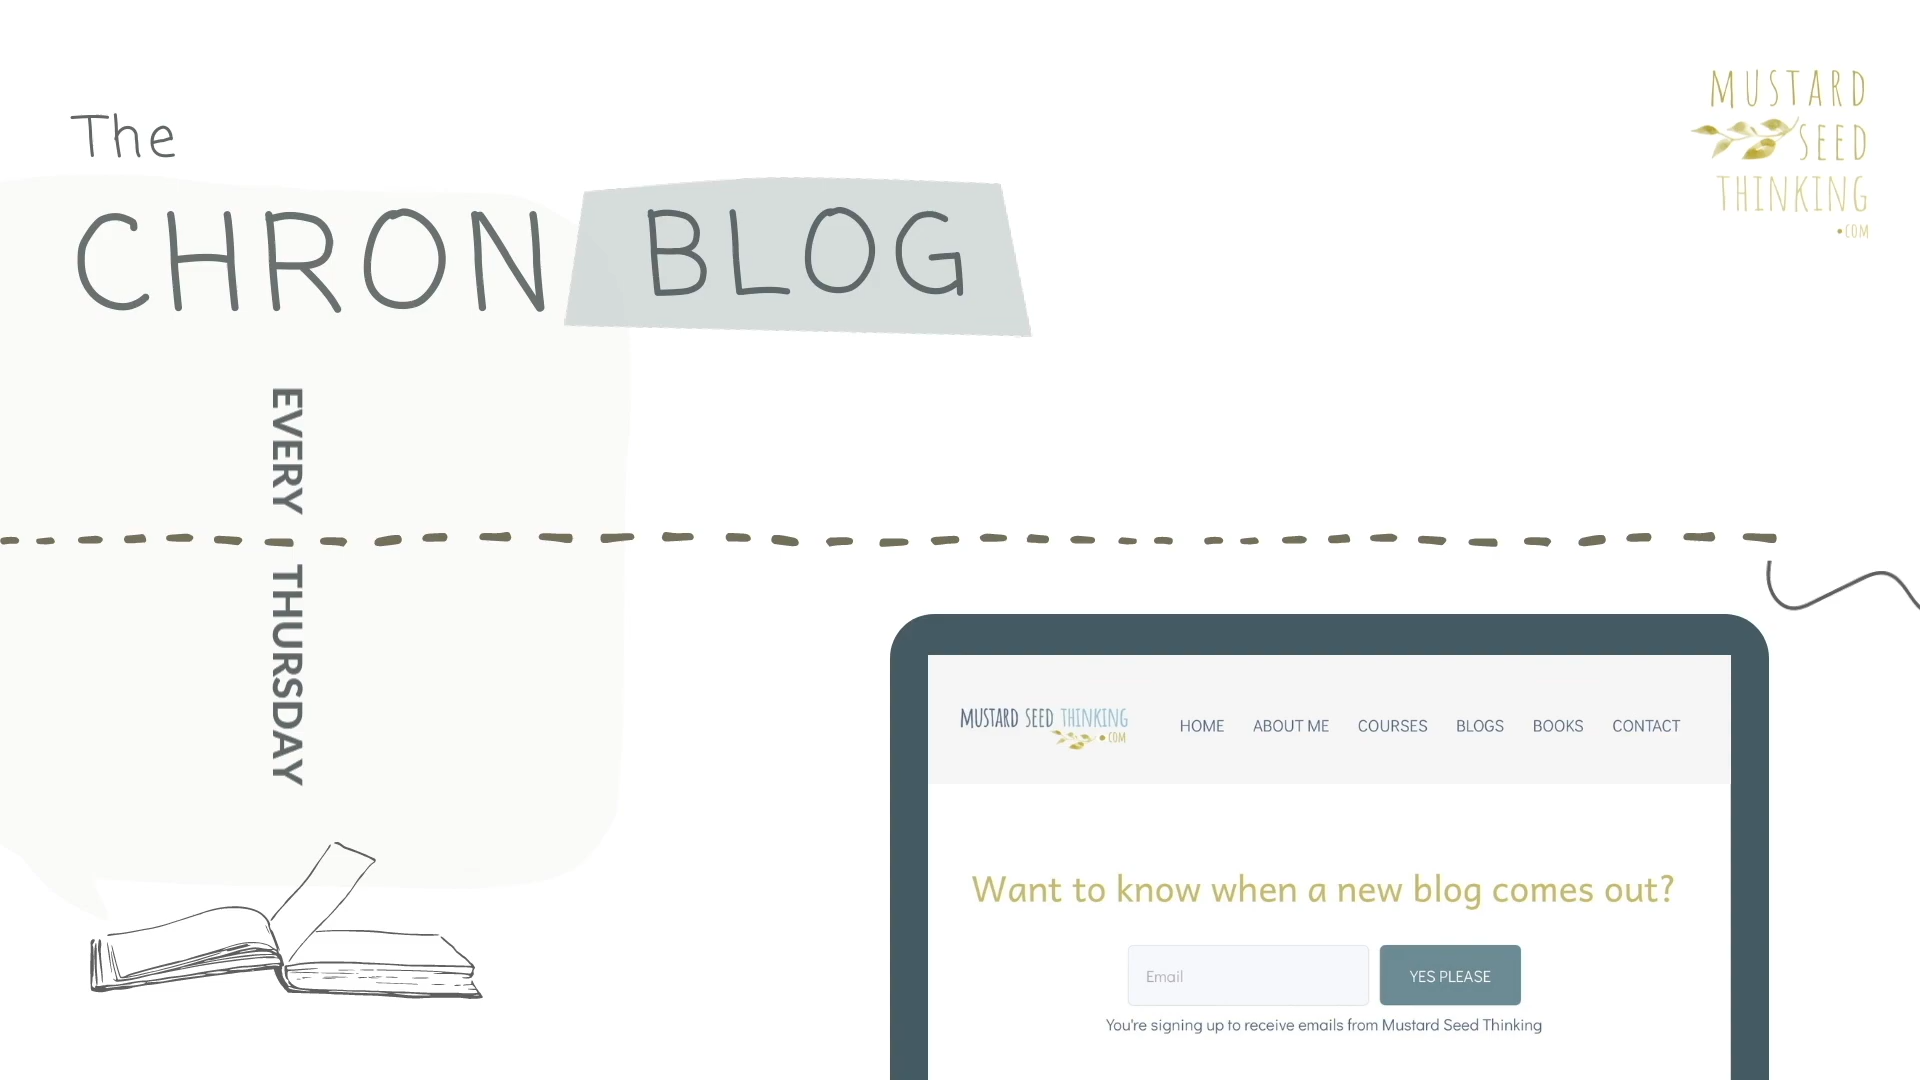 The
CHRON BLOG
MUSTARD
SEED
THINKING
.COM
EVERY THURSDAY
MUSTARD SEED THINKING
.COM
HOME ABOUT ME COURSES BLOGS BOOKS CONTACT
Want to know when a new blog comes out?
Email YES PLEASE
You're signing up to receive emails from Mustard Seed Thinking